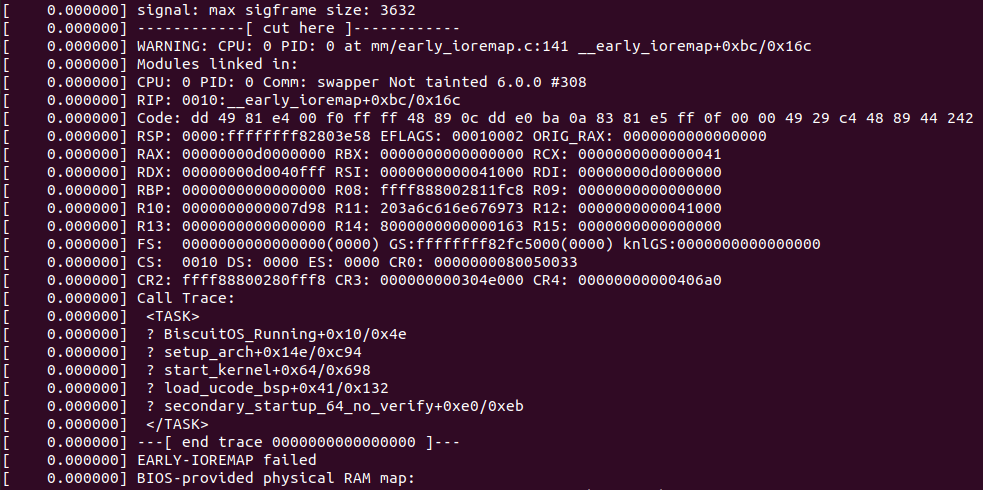 [    0.000000] signal: max sigframe size: 3632
[    0.000000] ------------[ cut here ]------------
[    0.000000] WARNING: CPU: 0 PID: 0 at mm/early_ioremap.c:141 __early_ioremap+0xbc/0x16c
[    0.000000] Modules linked in:
[    0.000000] CPU: 0 PID: 0 Comm: swapper Not tainted 6.0.0 #308
[    0.000000] RIP: 0010:__early_ioremap+0xbc/0x16c
[    0.000000] Code: dd 49 81 e4 00 f0 ff ff 48 89 0c dd e0 ba 0a 83 81 e5 ff 0f 00 00 49 29 c4 48 89 44 242
[    0.000000] RSP: 0000:ffffffff82803e58 EFLAGS: 00010002 ORIG_RAX: 0000000000000000
[    0.000000] RAX: 00000000d0000000 RBX: 0000000000000000 RCX: 0000000000000041
[    0.000000] RDX: 00000000d0040fff RSI: 0000000000041000 RDI: 00000000d0000000
[    0.000000] RBP: 0000000000000000 R08: ffff888002811fc8 R09: 0000000000000000
[    0.000000] R10: 0000000000007d98 R11: 203a6c616e676973 R12: 0000000000041000
[    0.000000] R13: 0000000000000000 R14: 8000000000000163 R15: 0000000000000000
[    0.000000] FS:  0000000000000000(0000) GS:ffffffff82fc5000(0000) knlGS:0000000000000000
[    0.000000] CS:  0010 DS: 0000 ES: 0000 CR0: 0000000080050033
[    0.000000] CR2: ffff88800280fff8 CR3: 000000000304e000 CR4: 00000000000406a0
[    0.000000] Call Trace:
[    0.000000]  <TASK>
[    0.000000]  ? BiscuitOS_Running+0x10/0x4e
[    0.000000]  ? setup_arch+0x14e/0xc94
[    0.000000]  ? start_kernel+0x64/0x698
[    0.000000]  ? load_ucode_bsp+0x41/0x132
[    0.000000]  ? secondary_startup_64_no_verify+0xe0/0xeb
[    0.000000]  </TASK>
[    0.000000] ---[ end trace 0000000000000000 ]---
[    0.000000] EARLY-IOREMAP failed
[    0.000000] BIOS-provided physical RAM map: